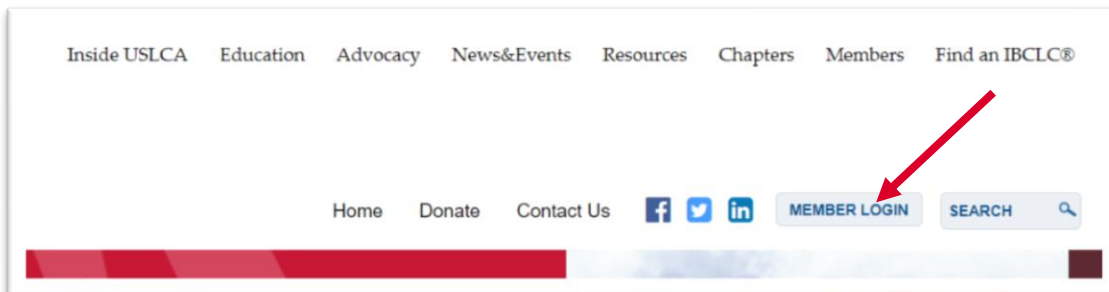 Inside USLCA Education Advocacy News&Events Resources Chapters Members Find an IBCLC®
Home Donate Contact Us MEMBER LOGIN SEARCH